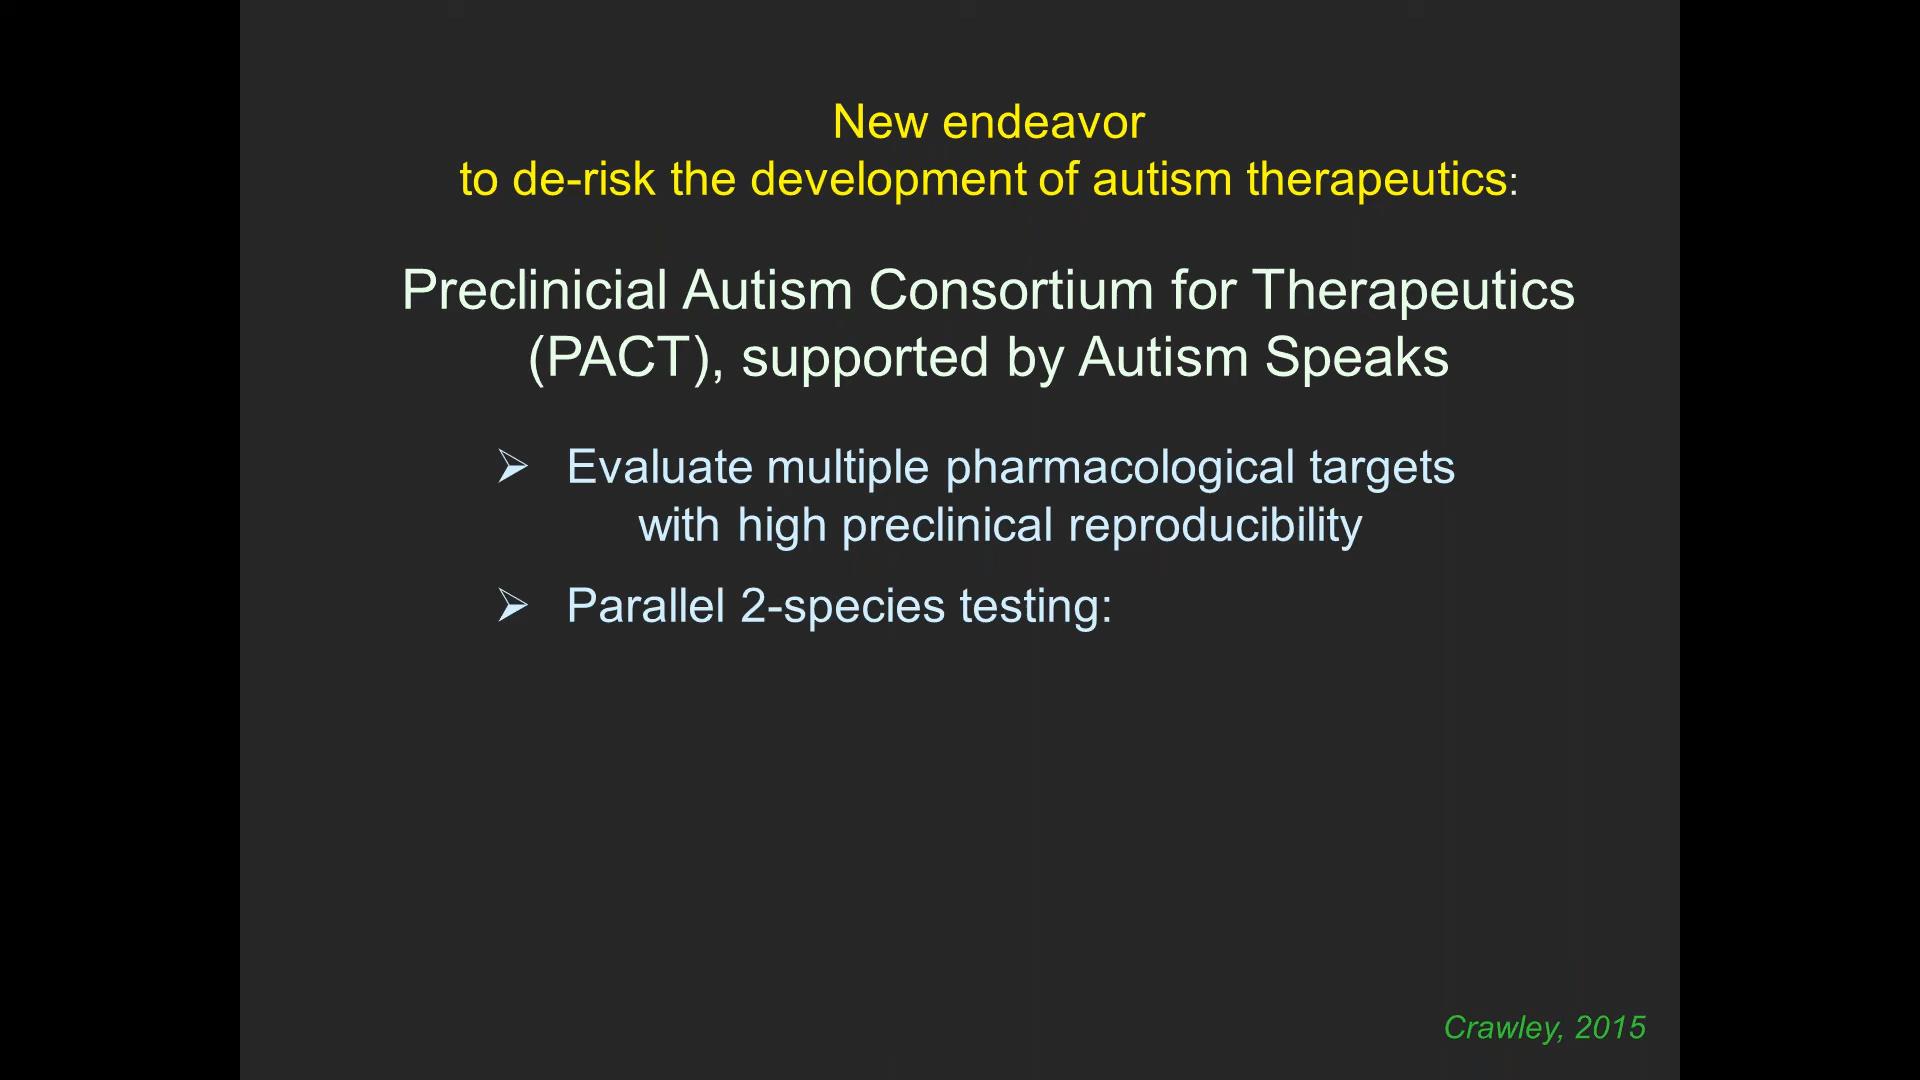 New endeavor
to de-risk the development of autism therapeutics:
Preclinicial Autism Consortium for Therapeutics
(PACT), supported by Autism Speaks
➢ Evaluate multiple pharmacological targets
with high preclinical reproducibility
➢ Parallel 2-species testing:
Crawley, 2015